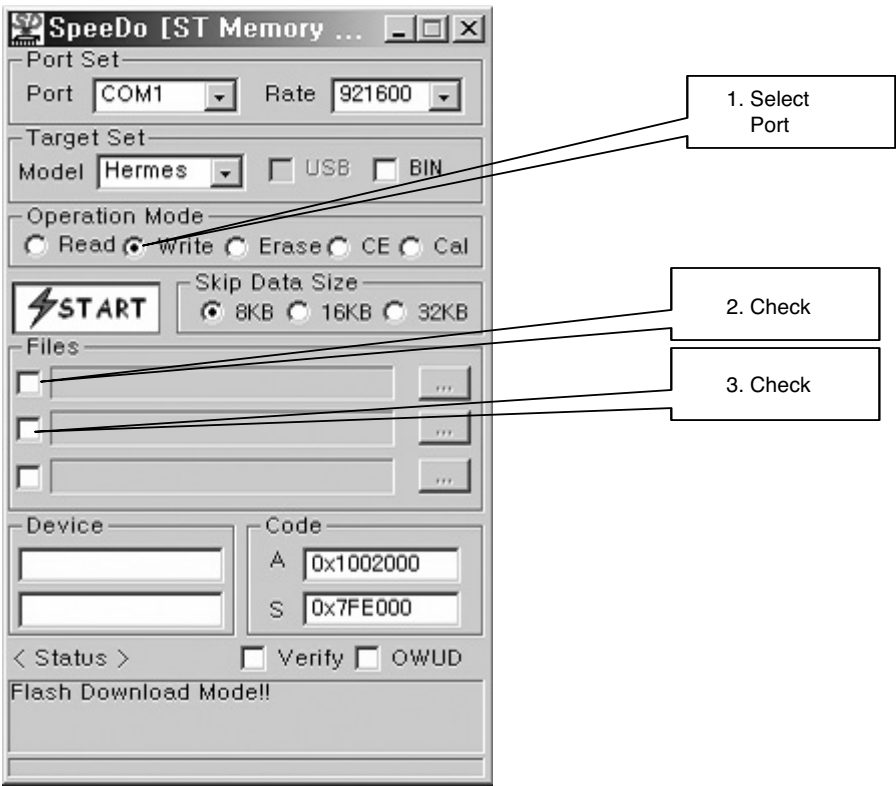 SpeeDo [ST Memory ...
Port Set
Port COM1 Rate 921600
1. Select
Port
Target Set
Model Hermes USB BIN
Operation Mode
Read Write Erase CE Cal
START
Skip Data Size
8KB 16KB 32KB
2. Check
Files
...
3. Check
...
...
Device
Code
A 0x1002000
S 0x7FE000
< Status > Verify OWUD
Flash Download Mode!!